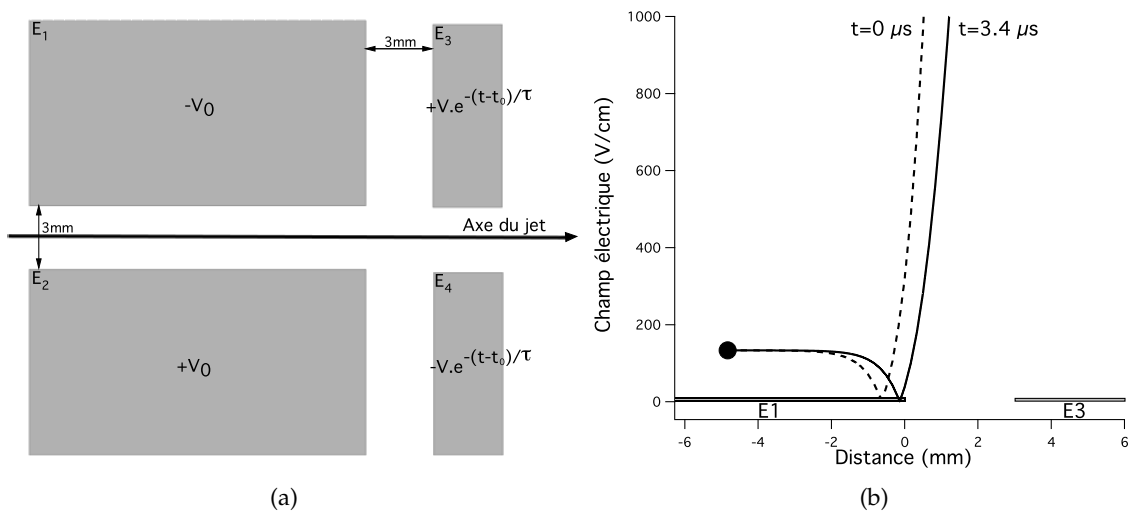 E1
E3
3mm
-V0
+V.e-(t-t0)/τ
3mm
Axe du jet
E2
E4
+V0
-V.e-(t-t0)/τ
(a)
t=0 µs
t=3.4 µs
Champ électrique (V/cm)
1000
800
600
400
200
0
E1
E3
-6
-4
-2
0
2
4
6
Distance (mm)
(b)